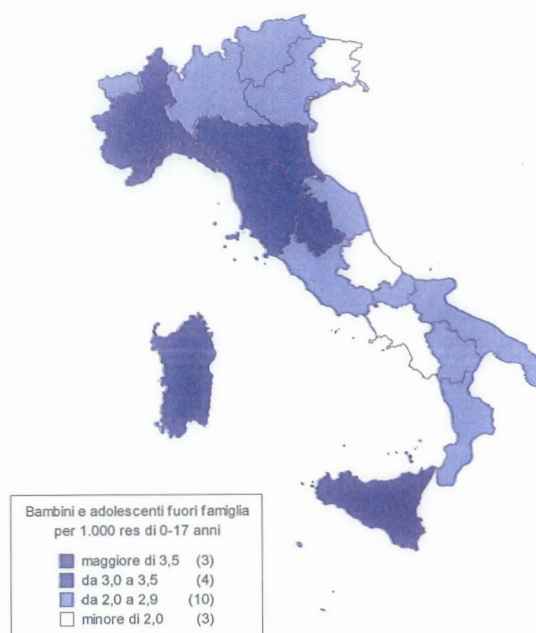 Bambini e adolescenti fuori famiglia
per 1.000 res di 0-17 anni
maggiore di 3,5 (3)
da 3,0 a 3,5 (4)
da 2,0 a 2,9 (10)
minore di 2,0 (3)